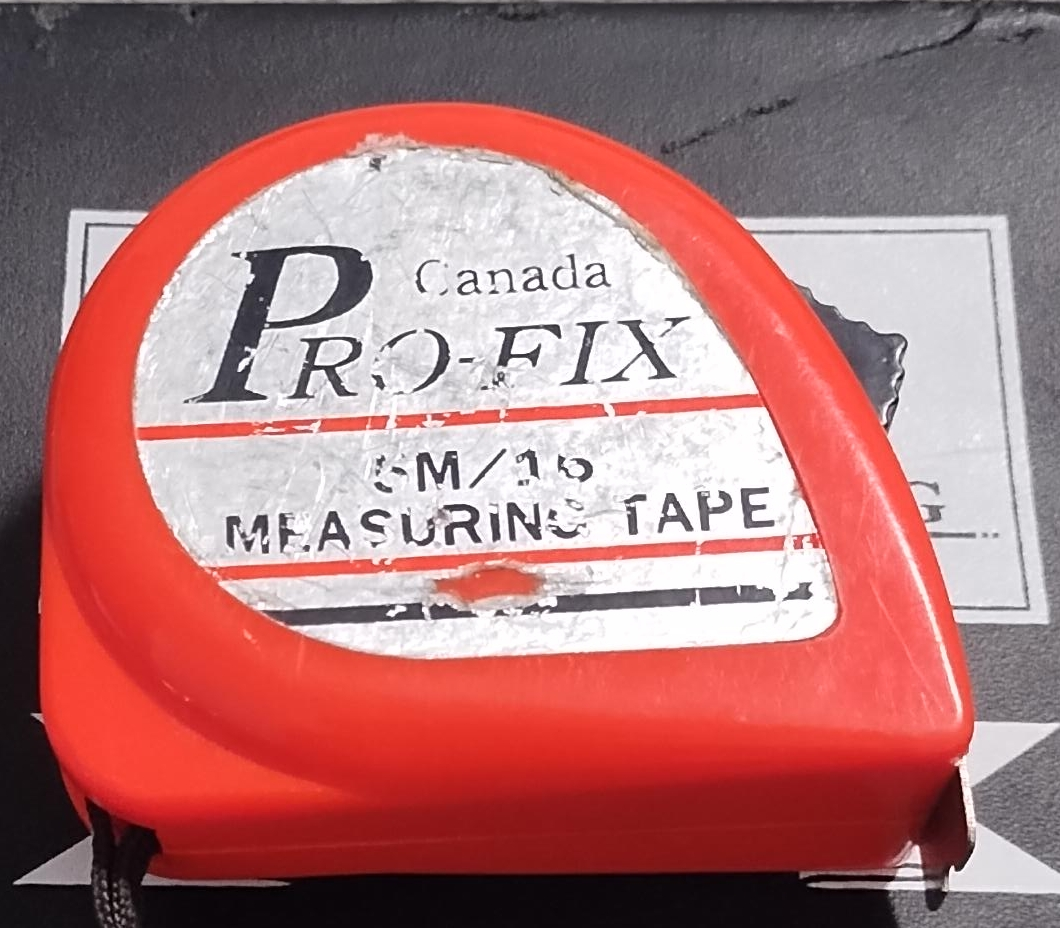 Canada
PRO-FIX
5M/16
MEASURING TAPE
G